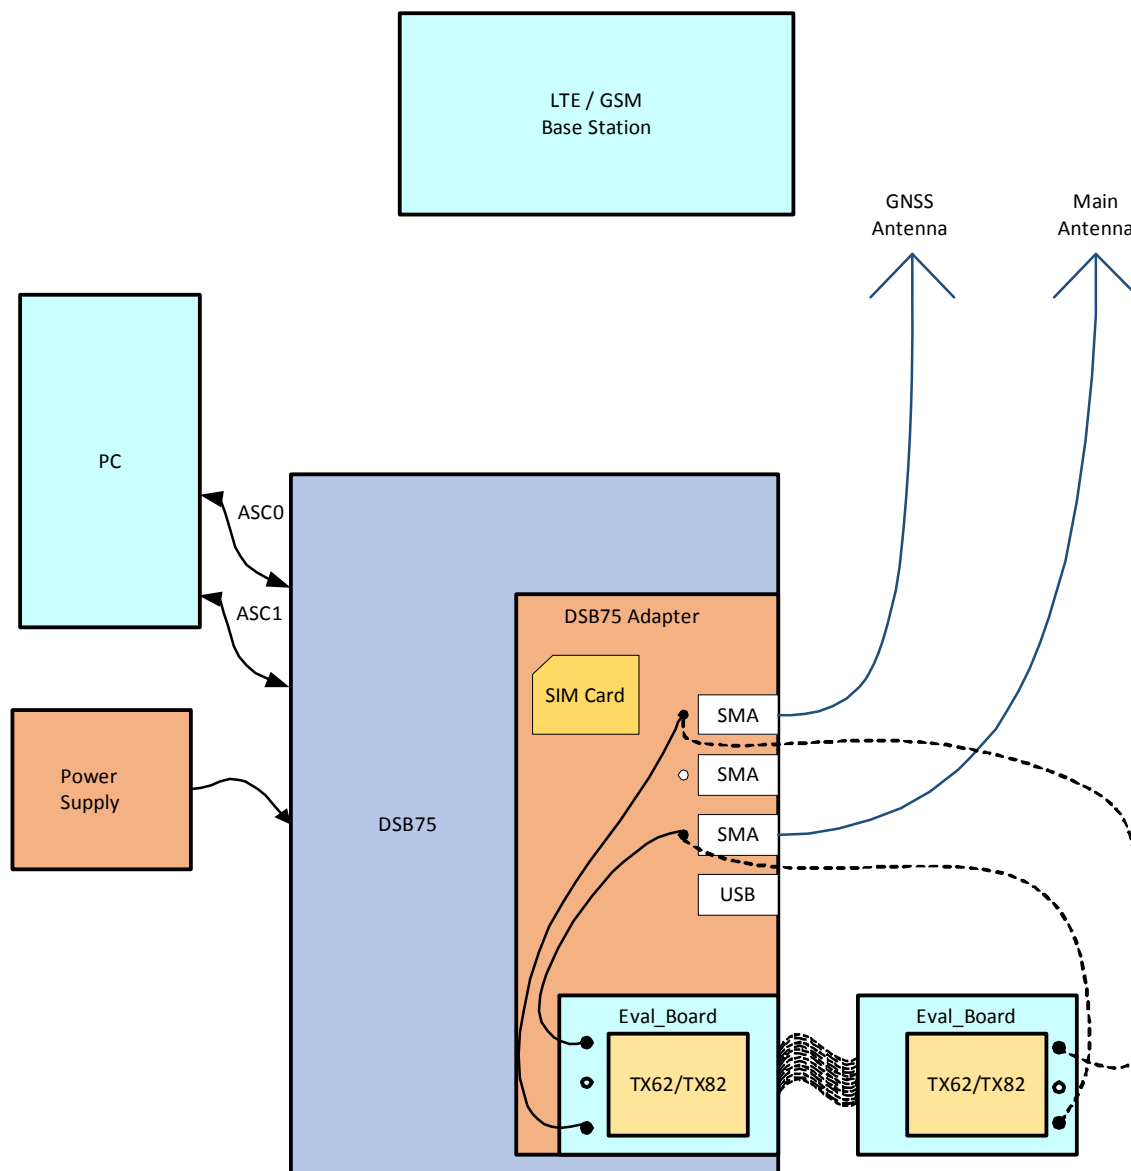 LTE / GSM
Base Station
GNSS
Antenna
Main
Antenna
PC
ASC0
ASC1
DSB75 Adapter
SIM Card
SMA
SMA
SMA
USB
Power
Supply
DSB75
Eval_Board
TX62/TX82
Eval_Board
TX62/TX82